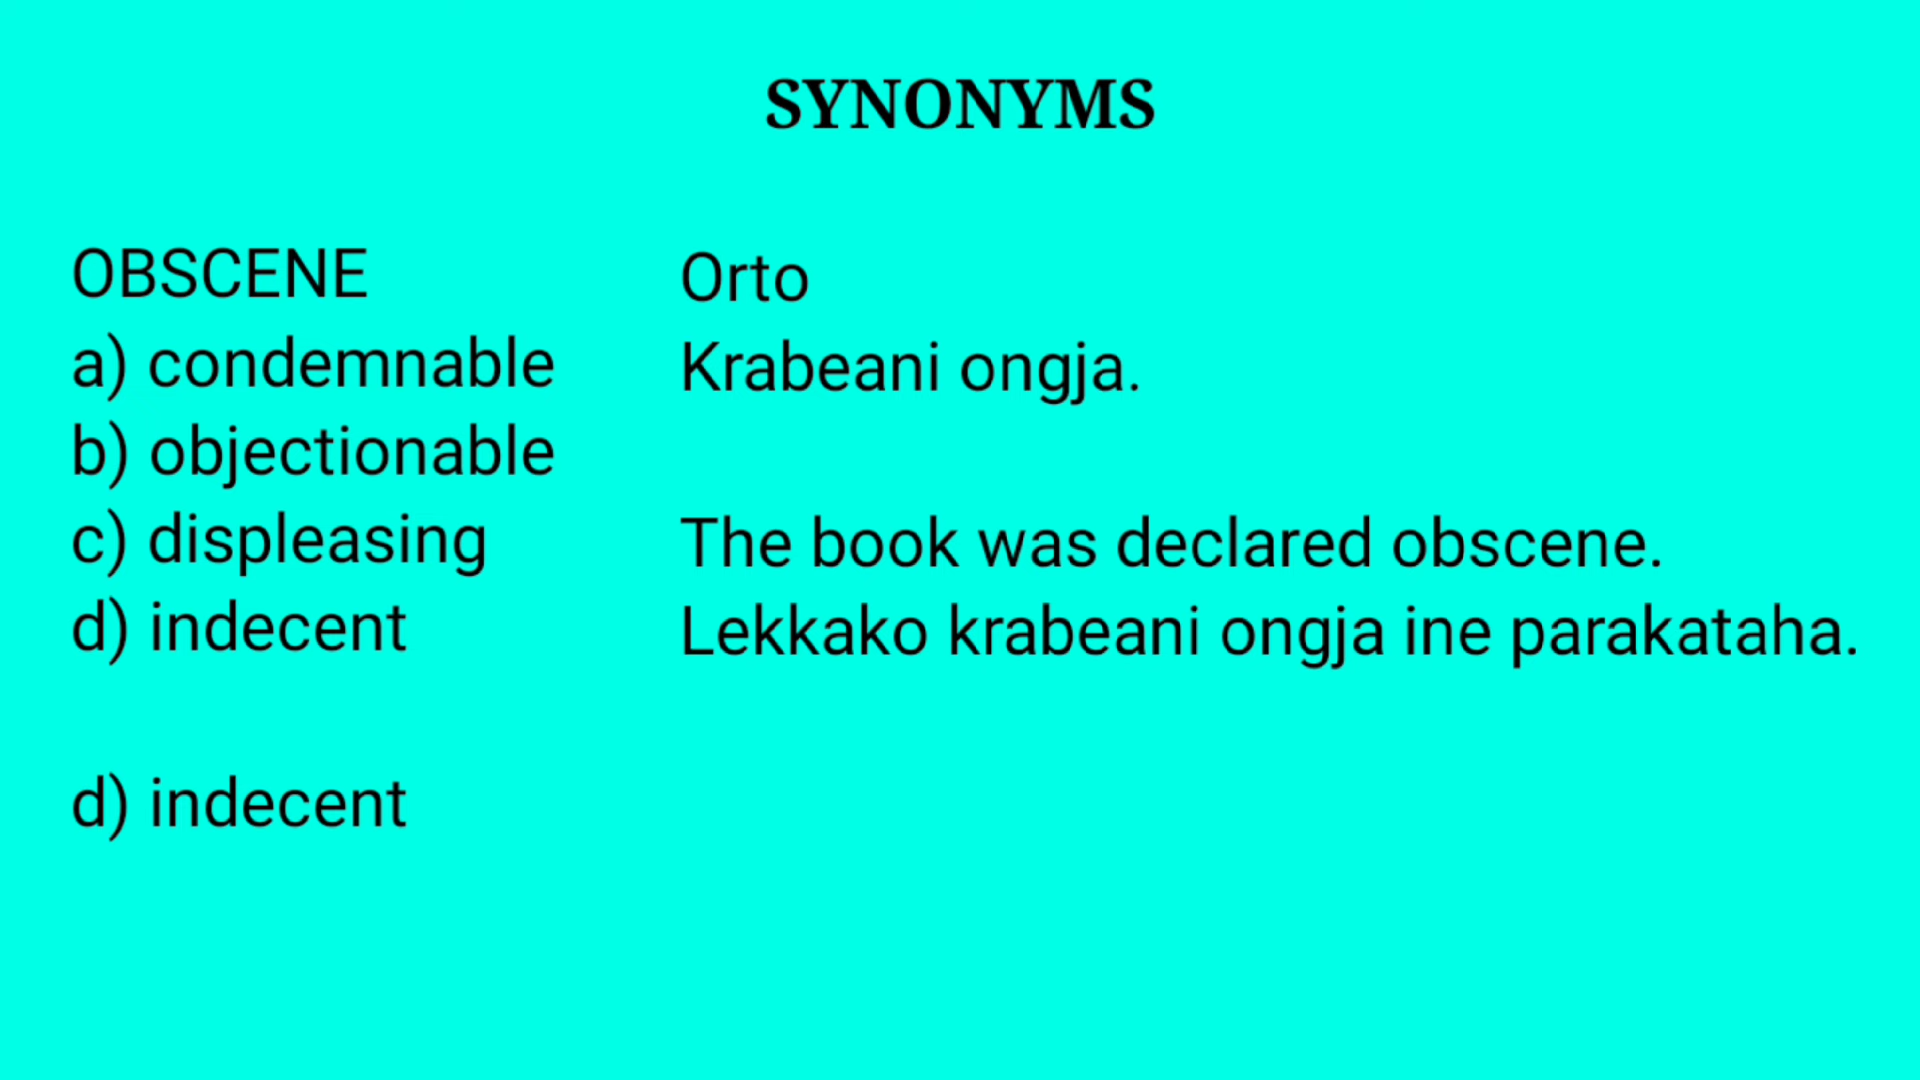 SYNONYMS
OBSCENE
a) condemnable
b) objectionable
c) displeasing
d) indecent
d) indecent
Orto
Krabeani ongja.
The book was declared obscene.
Lekkako krabeani ongja ine parakataha.